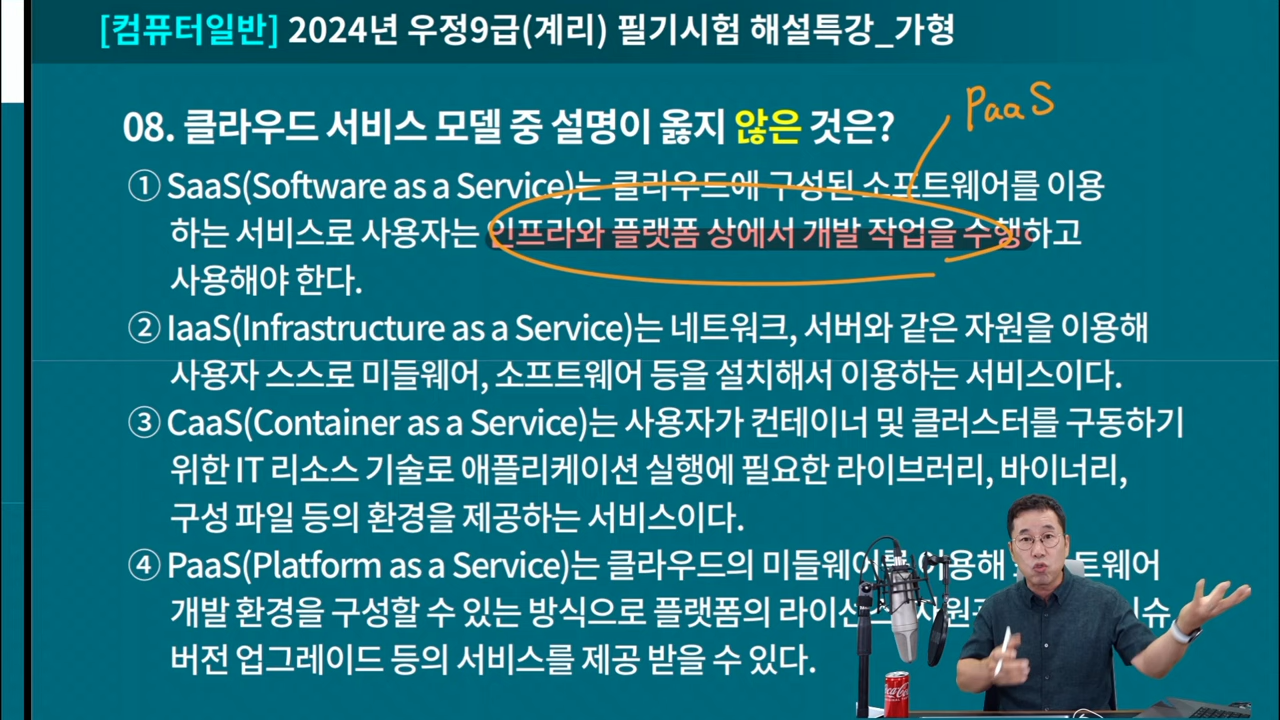 [컴퓨터일반] 2024년 우정9급(계리) 필기시험 해설특강_가형
PaaS
08. 클라우드 서비스 모델 중 설명이 옳지 않은 것은?
① SaaS(Software as a Service)는 클라우드에 구성된 소프트웨어를 이용
하는 서비스로 사용자는 인프라와 플랫폼 상에서 개발 작업을 수행하고
사용해야 한다.
② IaaS(Infrastructure as a Service)는 네트워크, 서버와 같은 자원을 이용해
사용자 스스로 미들웨어, 소프트웨어 등을 설치해서 이용하는 서비스이다.
③ CaaS(Container as a Service)는 사용자가 컨테이너 및 클러스터를 구동하기
위한 IT 리소스 기술로 애플리케이션 실행에 필요한 라이브러리, 바이너리,
구성 파일 등의 환경을 제공하는 서비스이다.
④ PaaS(Platform as a Service)는 클라우드의 미들웨어를 이용해 트웨어
개발 환경을 구성할 수 있는 방식으로 플랫폼의 라이선스, 자원 슈,
버전 업그레이드 등의 서비스를 제공 받을 수 있다.
Coca-Cola